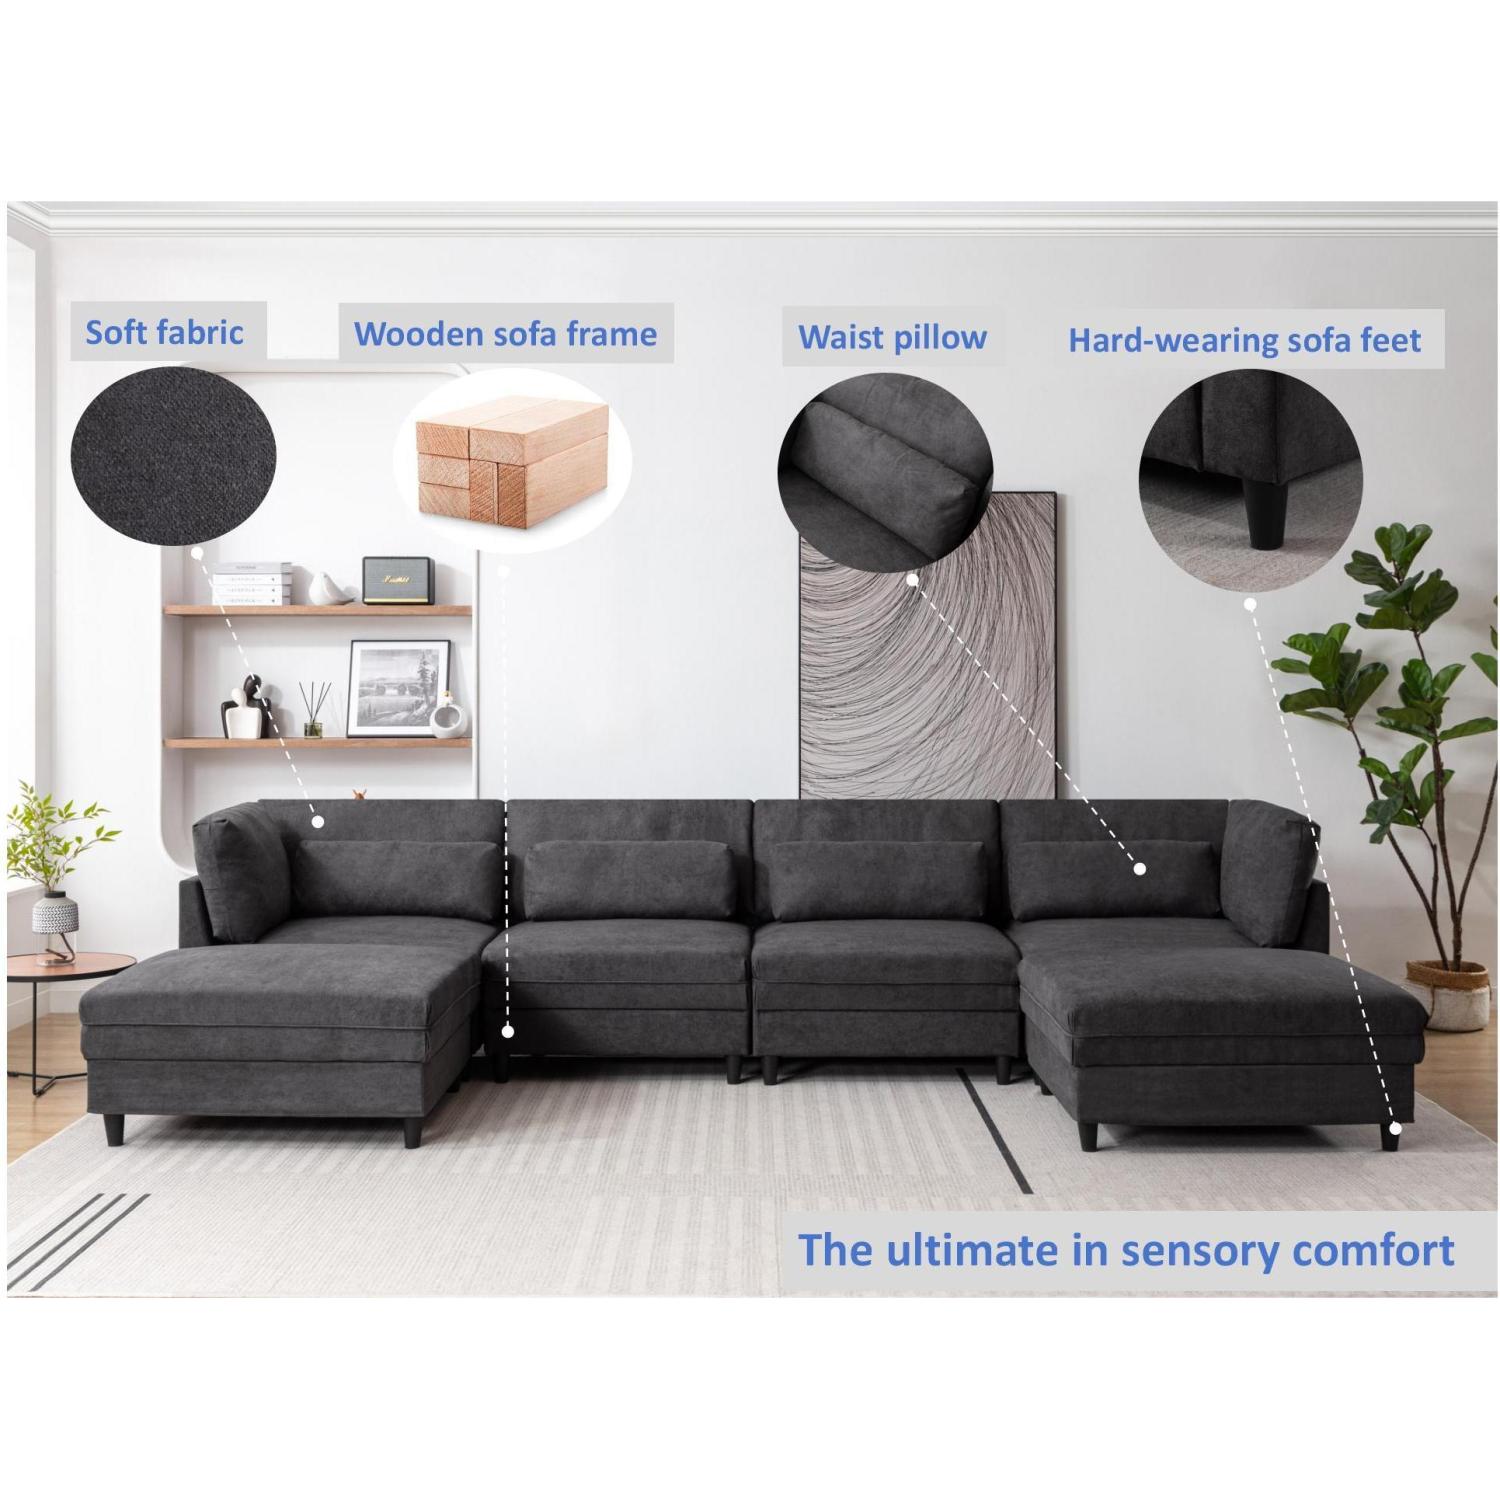 Soft fabric
Wooden sofa frame
Waist pillow
Hard-wearing sofa feet
The ultimate in sensory comfort